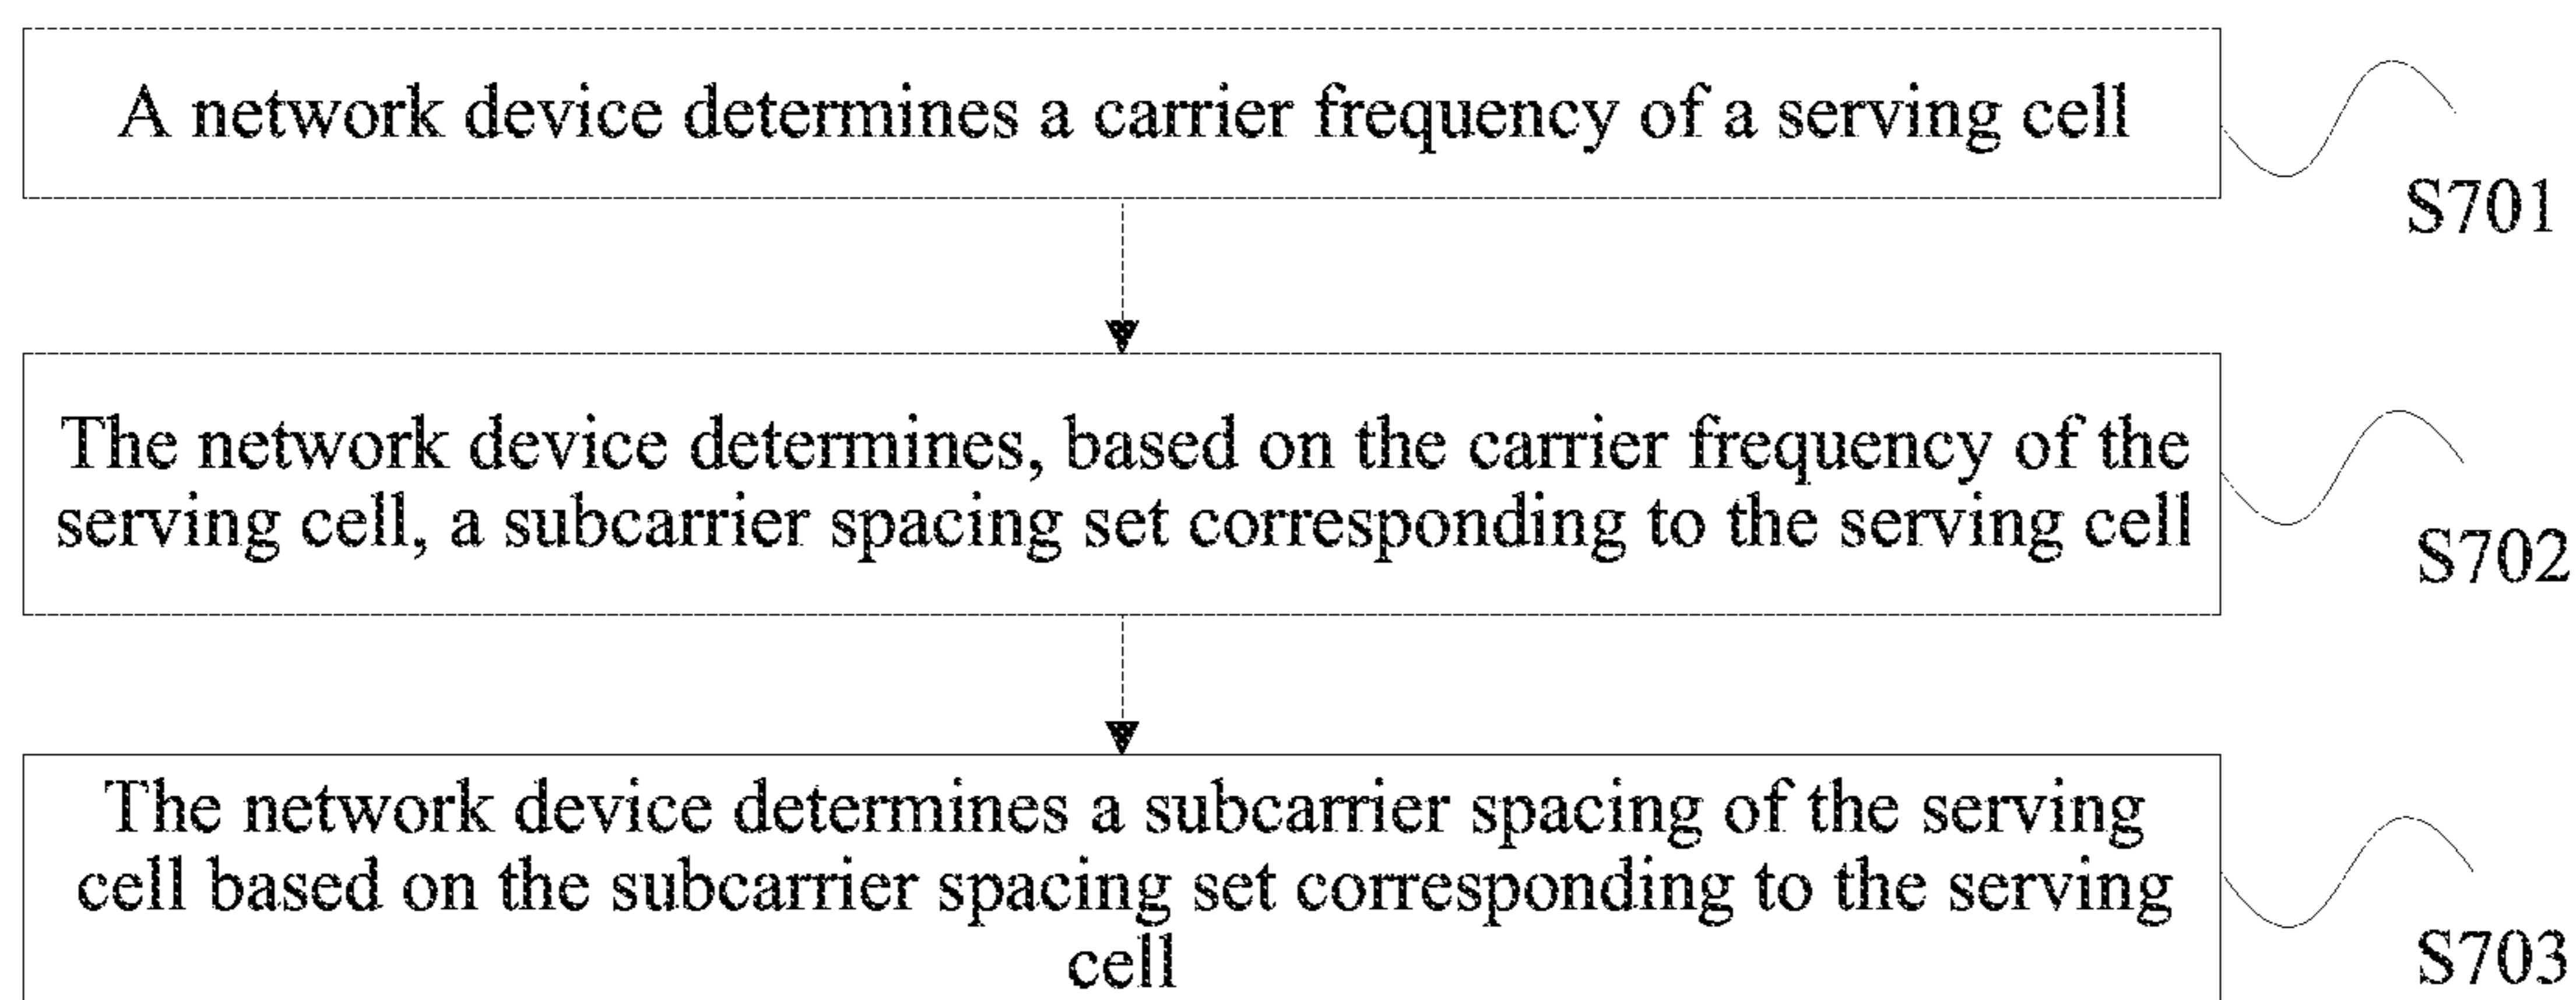 A network device determines a carrier frequency of a serving cell
S701
The network device determines, based on the carrier frequency of the
serving cell, a subcarrier spacing set corresponding to the serving cell
S702
The network device determines a subcarrier spacing of the serving
cell based on the subcarrier spacing set corresponding to the serving
cell
S703